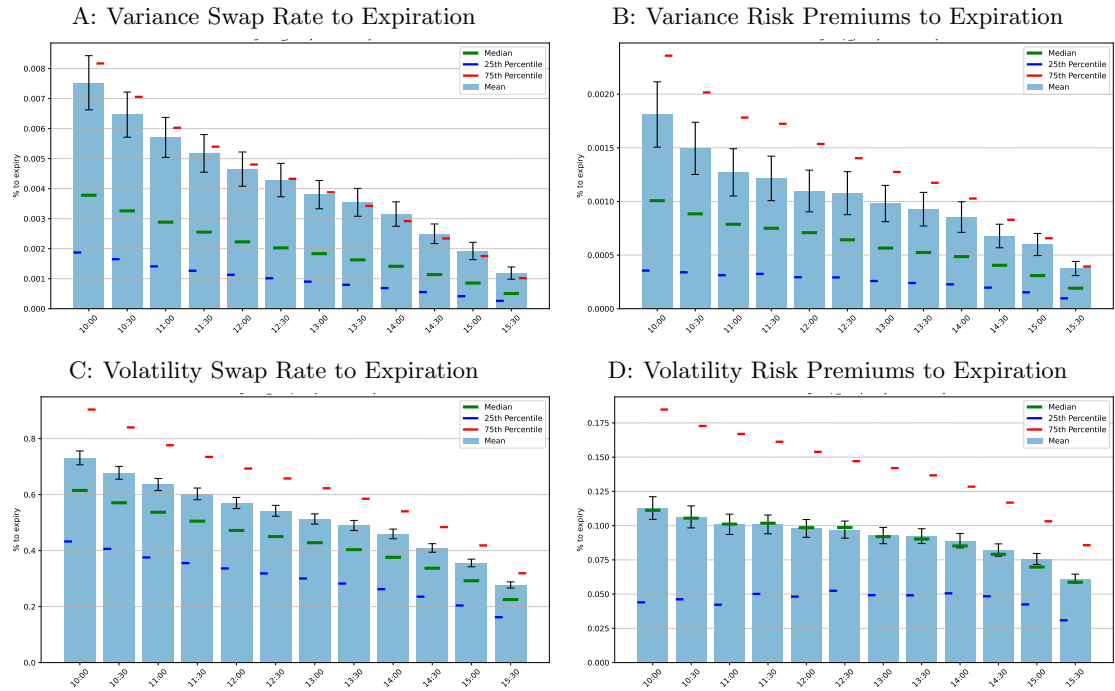 A: Variance Swap Rate to Expiration
Median
25th Percentile
75th Percentile
Mean
% to expiry
0.008
0.007
0.006
0.005
0.004
0.003
0.002
0.001
0.000
10:00 10:30 11:00 11:30 12:00 12:30 13:00 13:30 14:00 14:30 15:00 15:30
B: Variance Risk Premiums to Expiration
Median
25th Percentile
75th Percentile
Mean
% to expiry
0.0020
0.0015
0.0010
0.0005
0.0000
10:00 10:30 11:00 11:30 12:00 12:30 13:00 13:30 14:00 14:30 15:00 15:30
C: Volatility Swap Rate to Expiration
Median
25th Percentile
75th Percentile
Mean
% to expiry
0.8
0.6
0.4
0.2
0.0
10:00 10:30 11:00 11:30 12:00 12:30 13:00 13:30 14:00 14:30 15:00 15:30
D: Volatility Risk Premiums to Expiration
Median
25th Percentile
75th Percentile
Mean
% to expiry
0.175
0.150
0.125
0.100
0.075
0.050
0.025
0.000
10:00 10:30 11:00 11:30 12:00 12:30 13:00 13:30 14:00 14:30 15:00 15:30